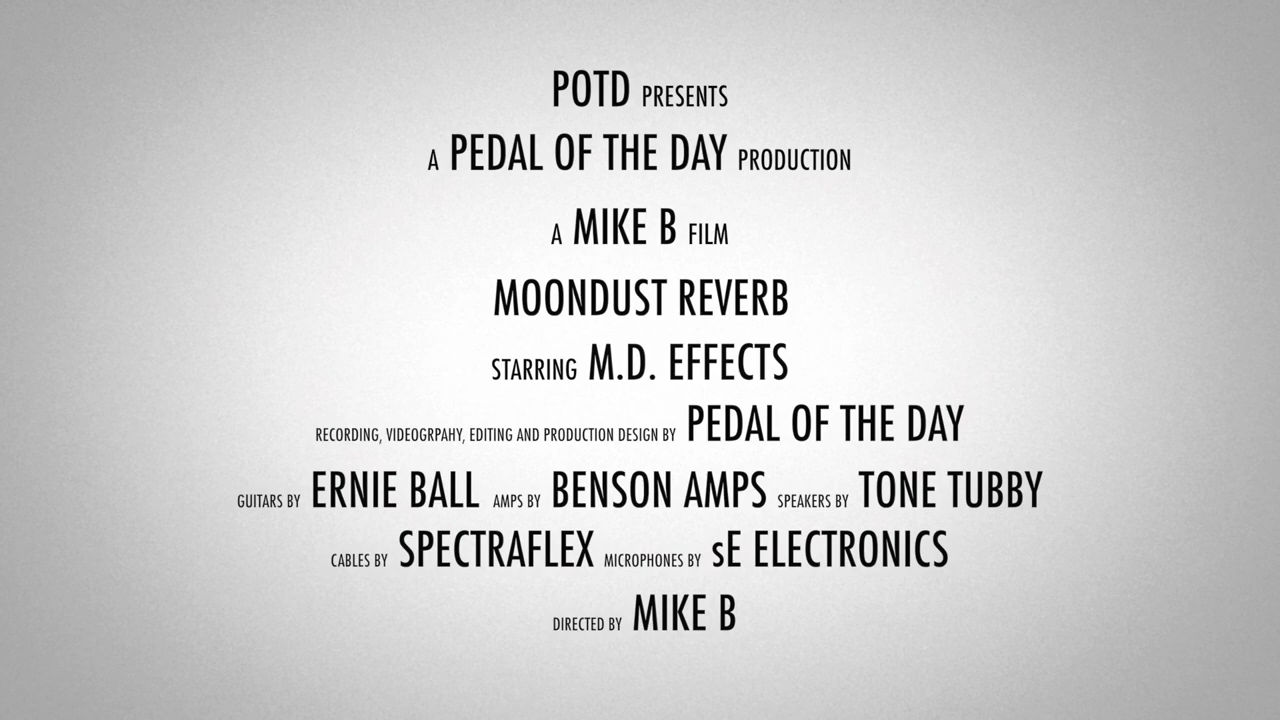 POTD PRESENTS
A PEDAL OF THE DAY PRODUCTION
A MIKE B FILM
MOONDUST REVERB
STARRING M.D. EFFECTS
RECORDING, VIDEOGRPAHY, EDITING AND PRODUCTION DESIGN BY PEDAL OF THE DAY
GUITARS BY ERNIE BALL AMPS BY BENSON AMPS SPEAKERS BY TONE TUBBY
CABLES BY SPECTRAFLEX MICROPHONES BY sE ELECTRONICS
DIRECTED BY MIKE B